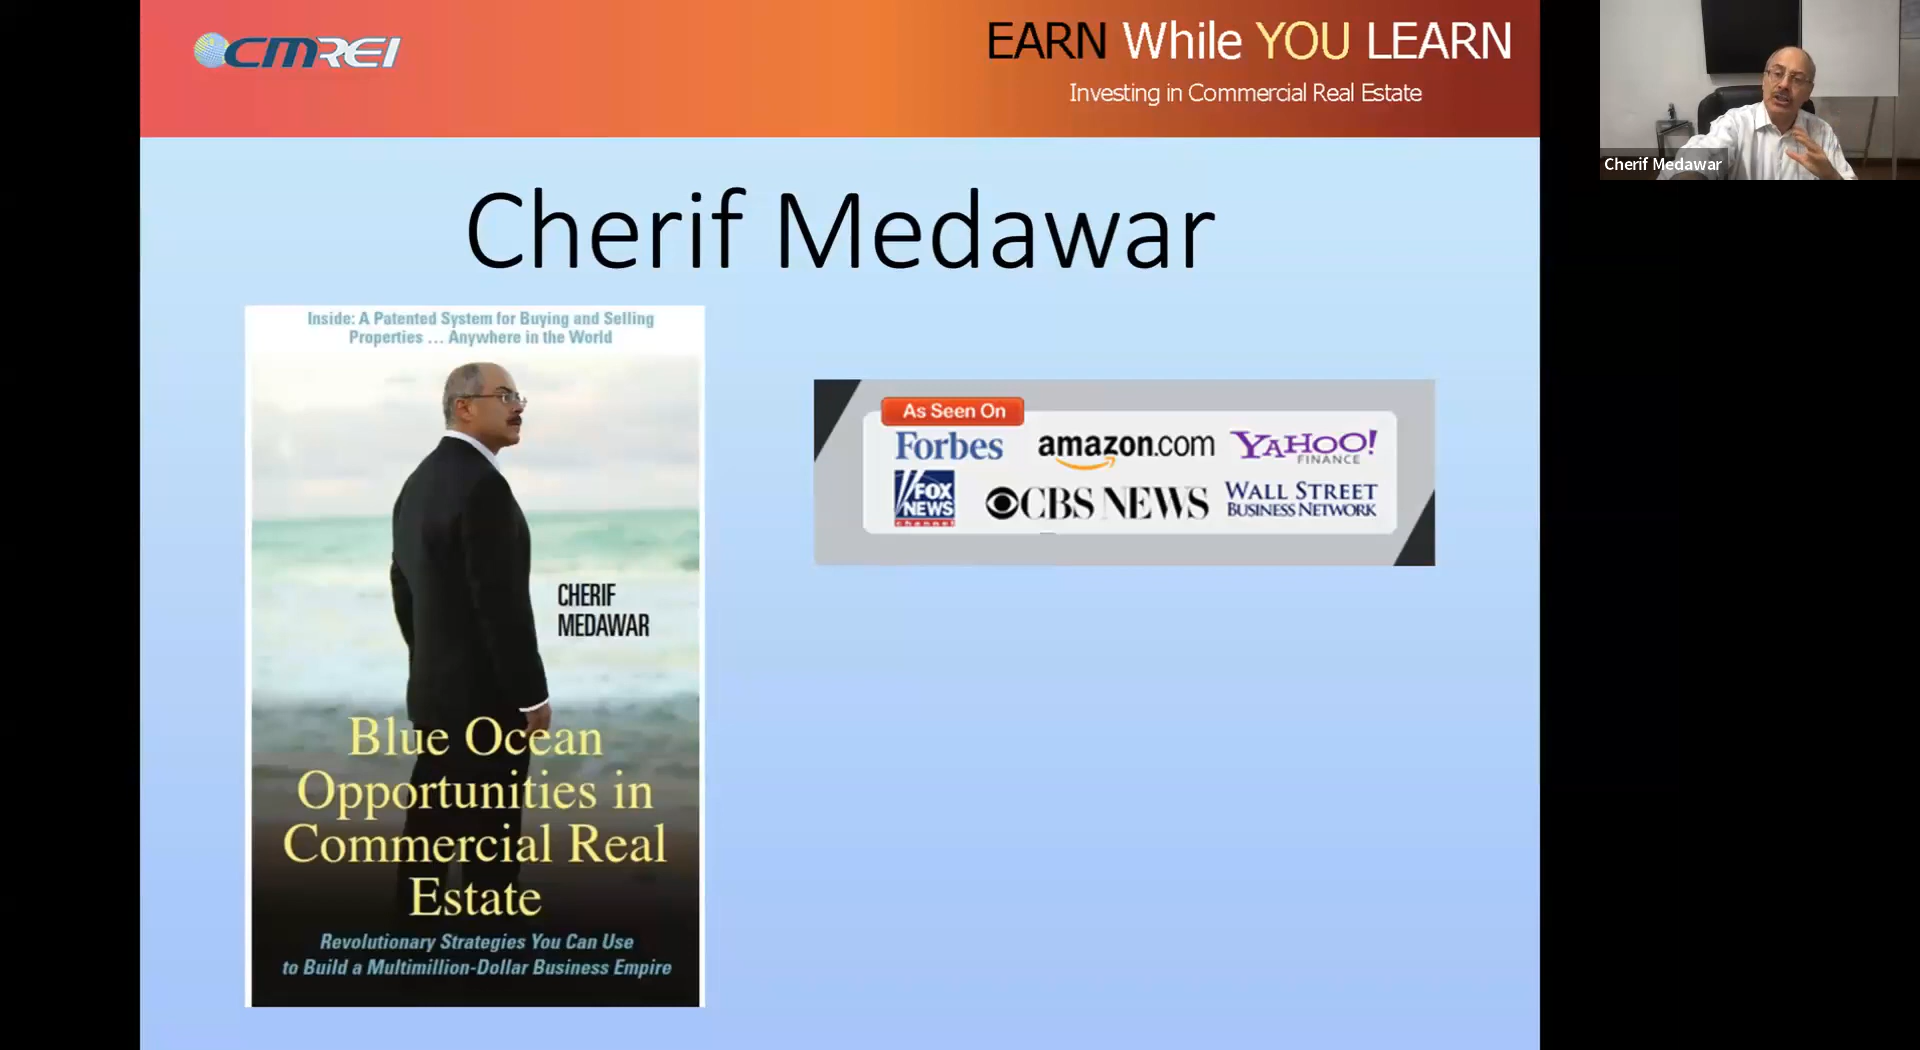 CMREI
EARN While YOU LEARN
Investing in Commercial Real Estate
Cherif Medawar
Cherif Medawar
Inside: A Patented System for Buying and Selling
Properties ... Anywhere in the World
CHERIF
MEDAWAR
Blue Ocean
Opportunities in
Commercial Real
Estate
Revolutionary Strategies You Can Use
to Build a Multimillion-Dollar Business Empire
As Seen On
Forbes amazon.com YAHOO!
FINANCE
FOX
NEWS
channel
CBS NEWS
WALL STREET
BUSINESS NETWORK